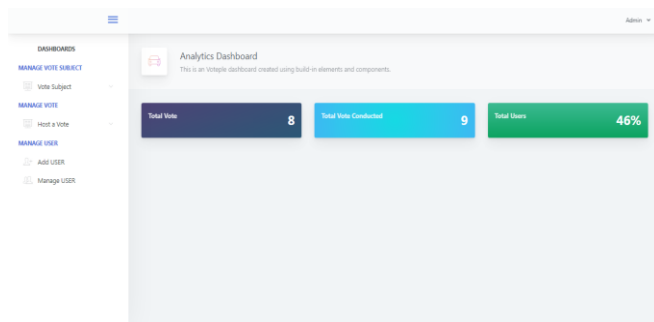 Admin
DASHBOARDS
MANAGE VOTE SUBJECT
Vote Subject
MANAGE VOTE
Host a Vote
MANAGE USER
Add USER
Manage USER
Analytics Dashboard
This is an Voteple dashboard created using build-in elements and components.
Total Vote
8
Total Vote Conducted
9
Total Users
46%